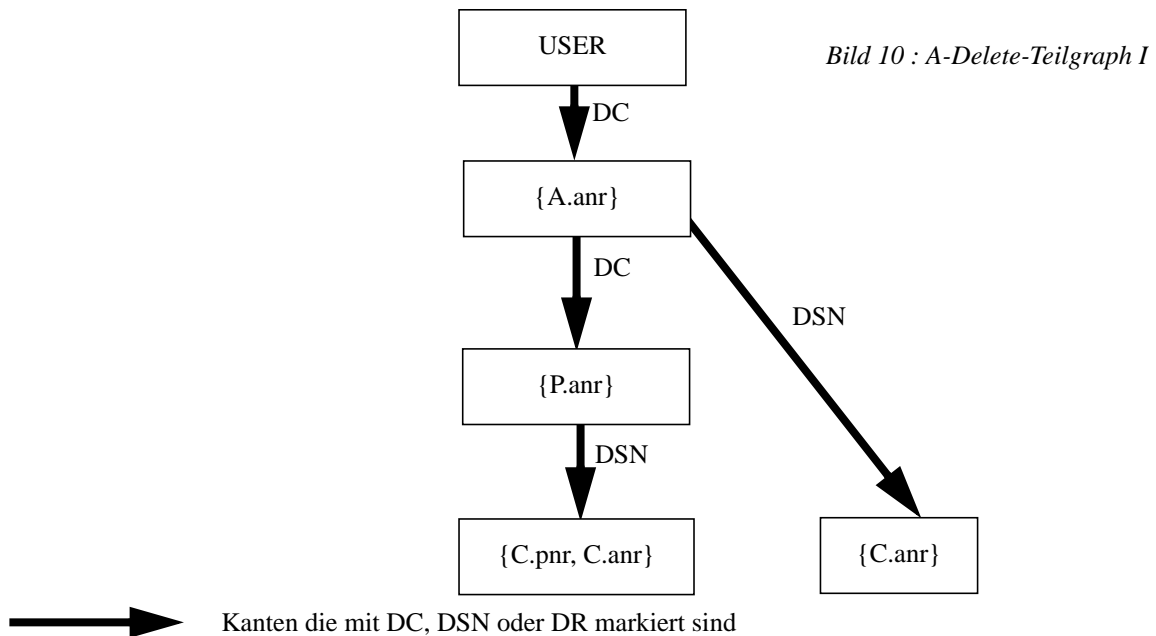 USER
Bild 10 : A-Delete-Teilgraph I
DC
{A.anr}
DC
DSN
{P.anr}
DSN
{C.pnr, C.anr}
{C.anr}
Kanten die mit DC, DSN oder DR markiert sind